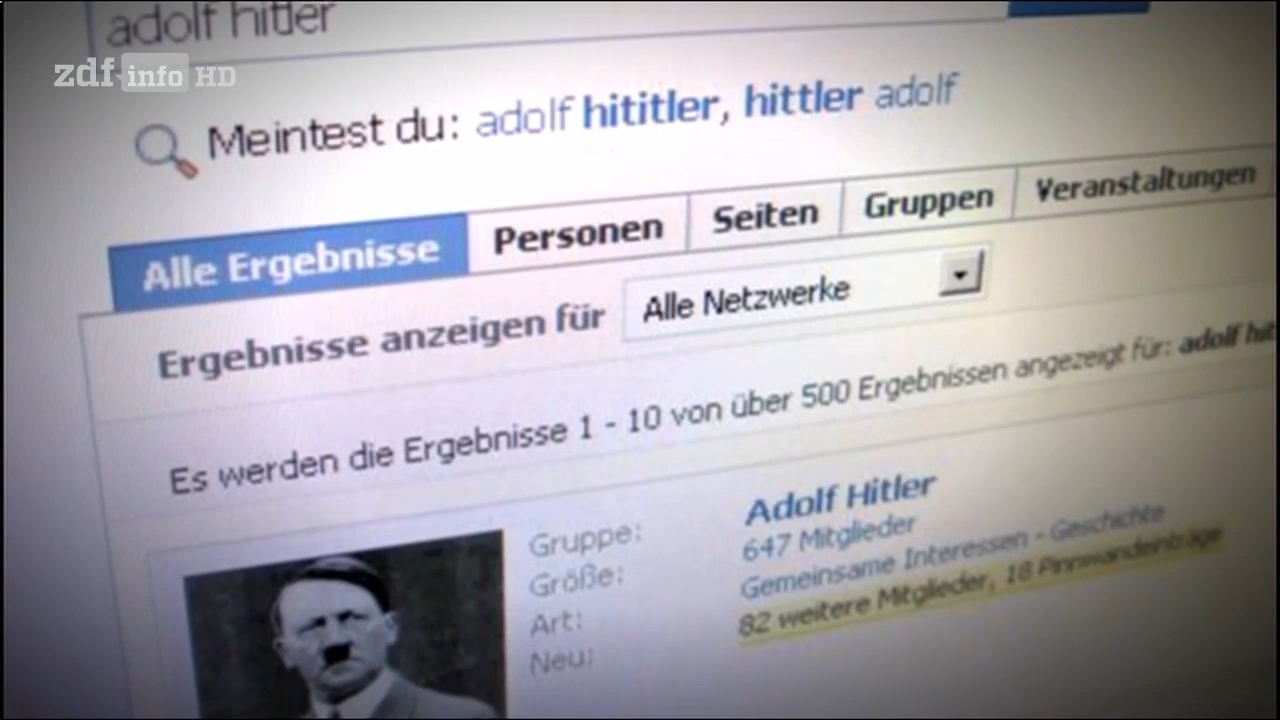 adolf hitler
zdf info HD
Meintest du: adolf hititler, hittler adolf
Alle Ergebnisse
Personen
Seiten
Gruppen
Veranstaltungen
Ergebnisse anzeigen für
Alle Netzwerke
Es werden die Ergebnisse 1 - 10 von über 500 Ergebnissen angezeigt für: adolf hit
Gruppe: Adolf Hitler
Größe: 647 Mitglieder
Art: Gemeinsame Interessen - Geschichte
Neu: 82 weitere Mitglieder, 18 Pinnwandeinträge